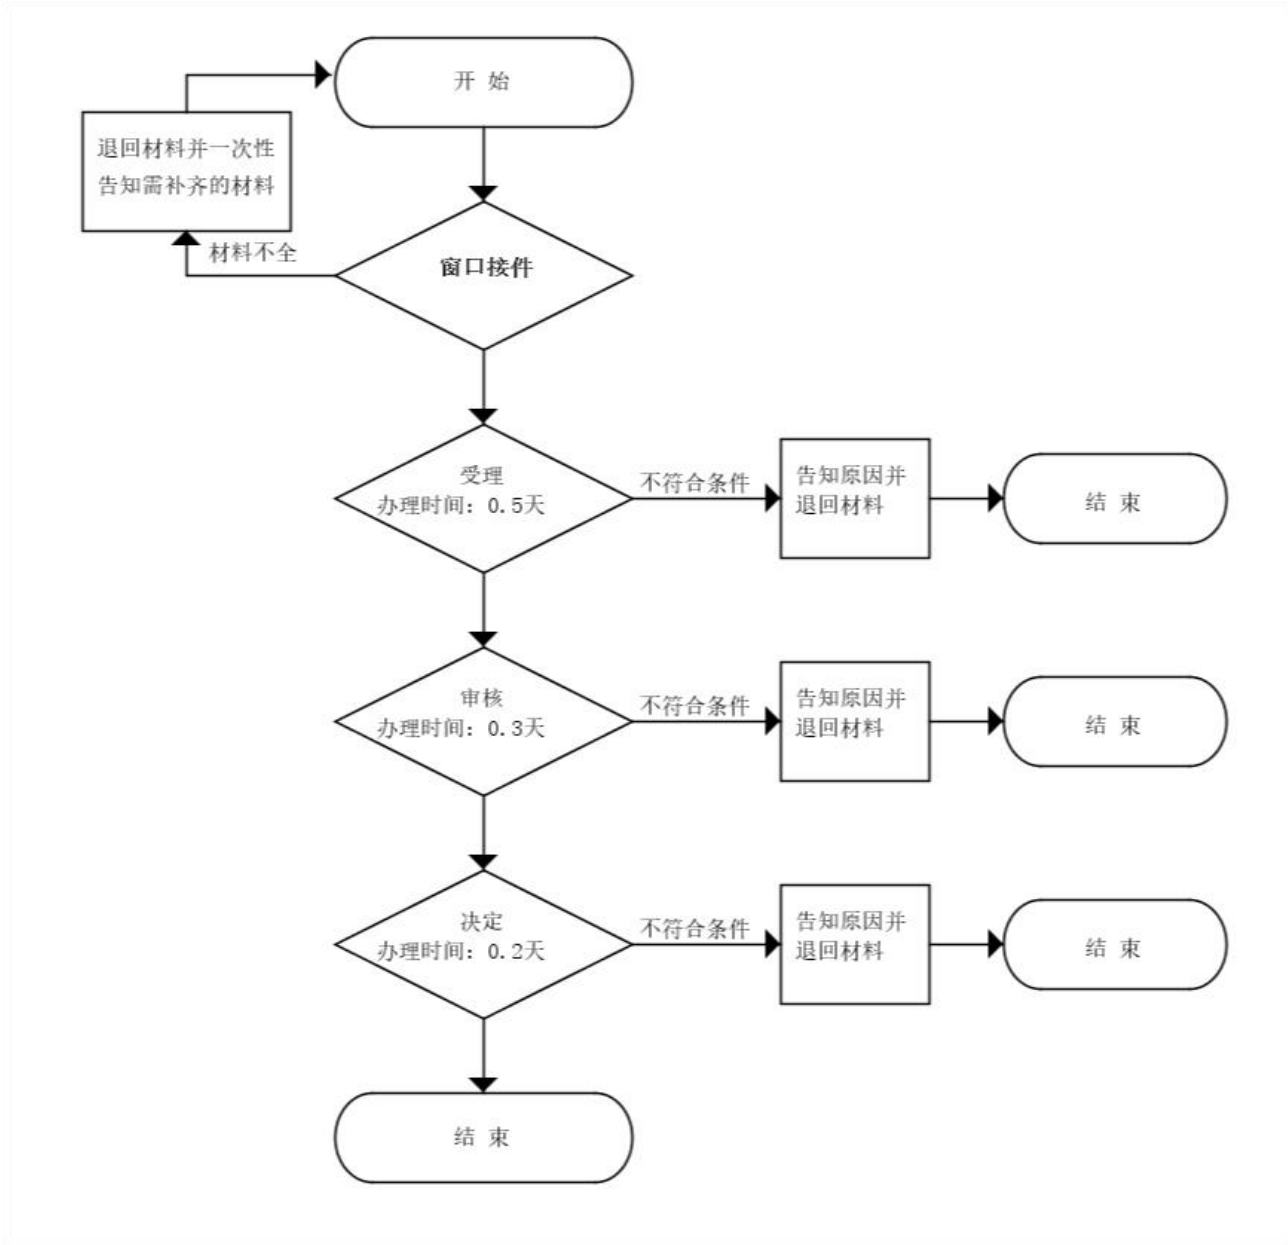 开 始
退回材料并一次性
告知需补齐的材料
材料不全
窗口接件
受理
办理时间：0.5天
不符合条件
告知原因并
退回材料
结 束
审核
办理时间：0.3天
不符合条件
告知原因并
退回材料
结 束
决定
办理时间：0.2天
不符合条件
告知原因并
退回材料
结 束
结 束